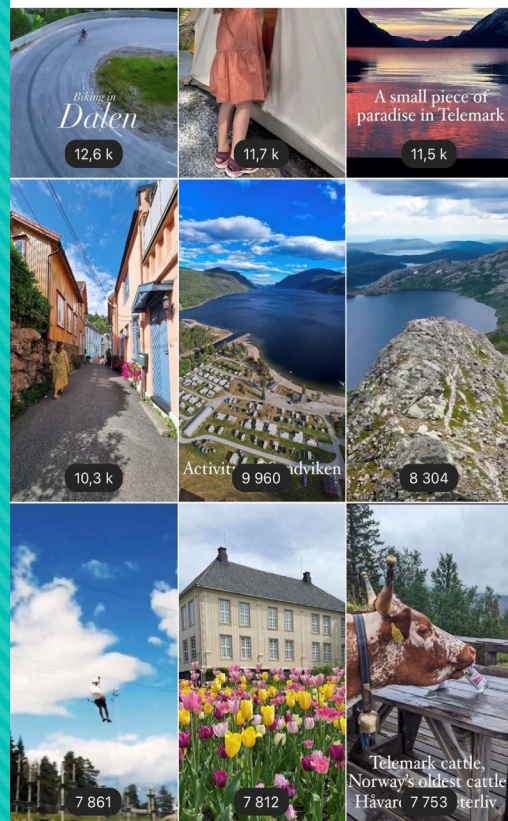 Biking in
Dalen
12,6 k
11,7 k
A small piece of
paradise in Telemark
11,5 k
10,3 k
9 960
8 304
7 861
7 812
Telemark cattle,
Norway's oldest cattle
7 753